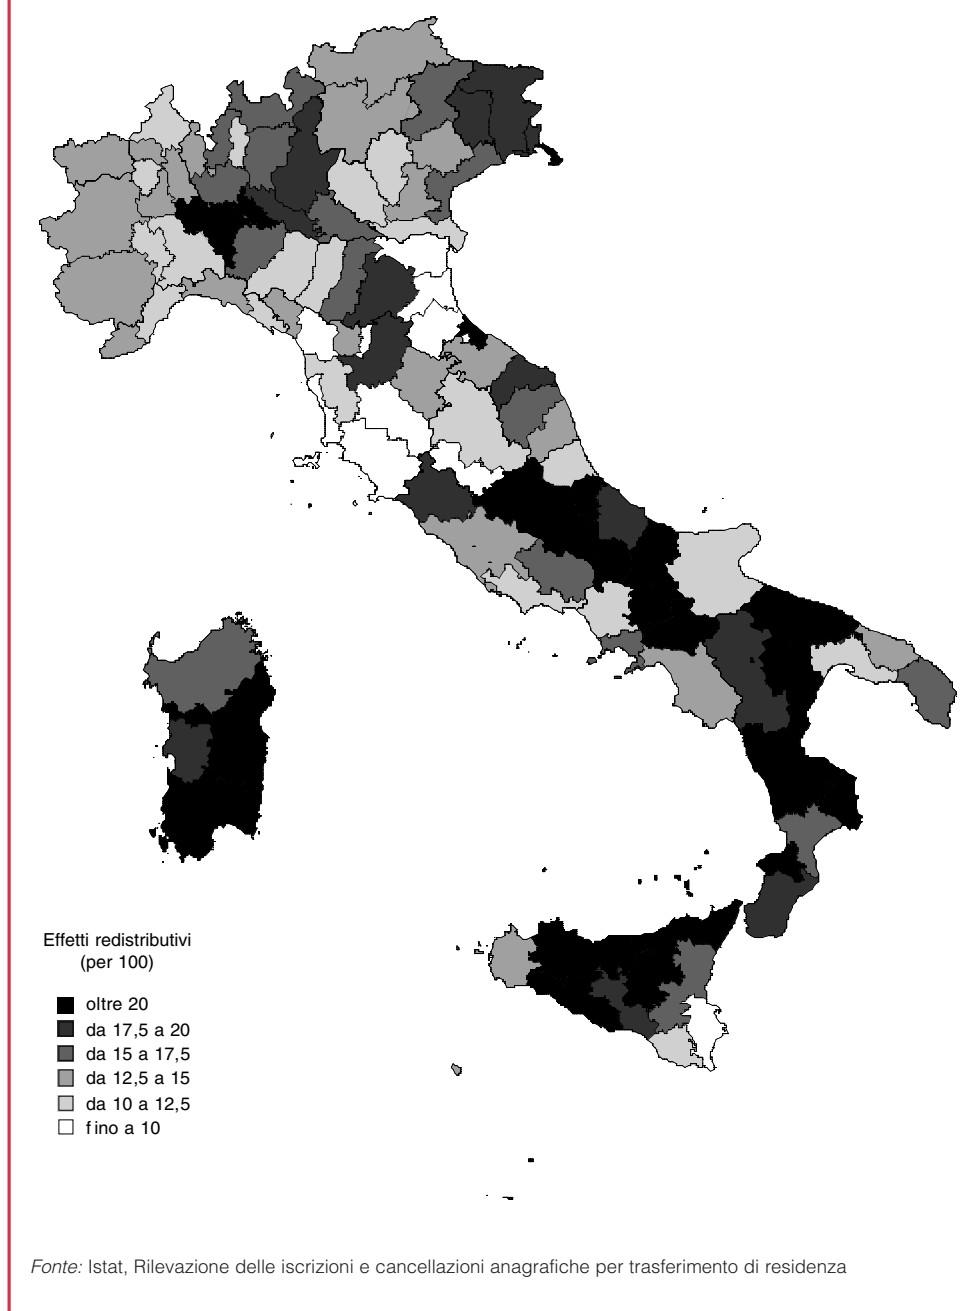 Effetti redistributivi
(per 100)
oltre 20
da 17,5 a 20
da 15 a 17,5
da 12,5 a 15
da 10 a 12,5
fino a 10
Fonte: Istat, Rilevazione delle iscrizioni e cancellazioni anagrafiche per trasferimento di residenza